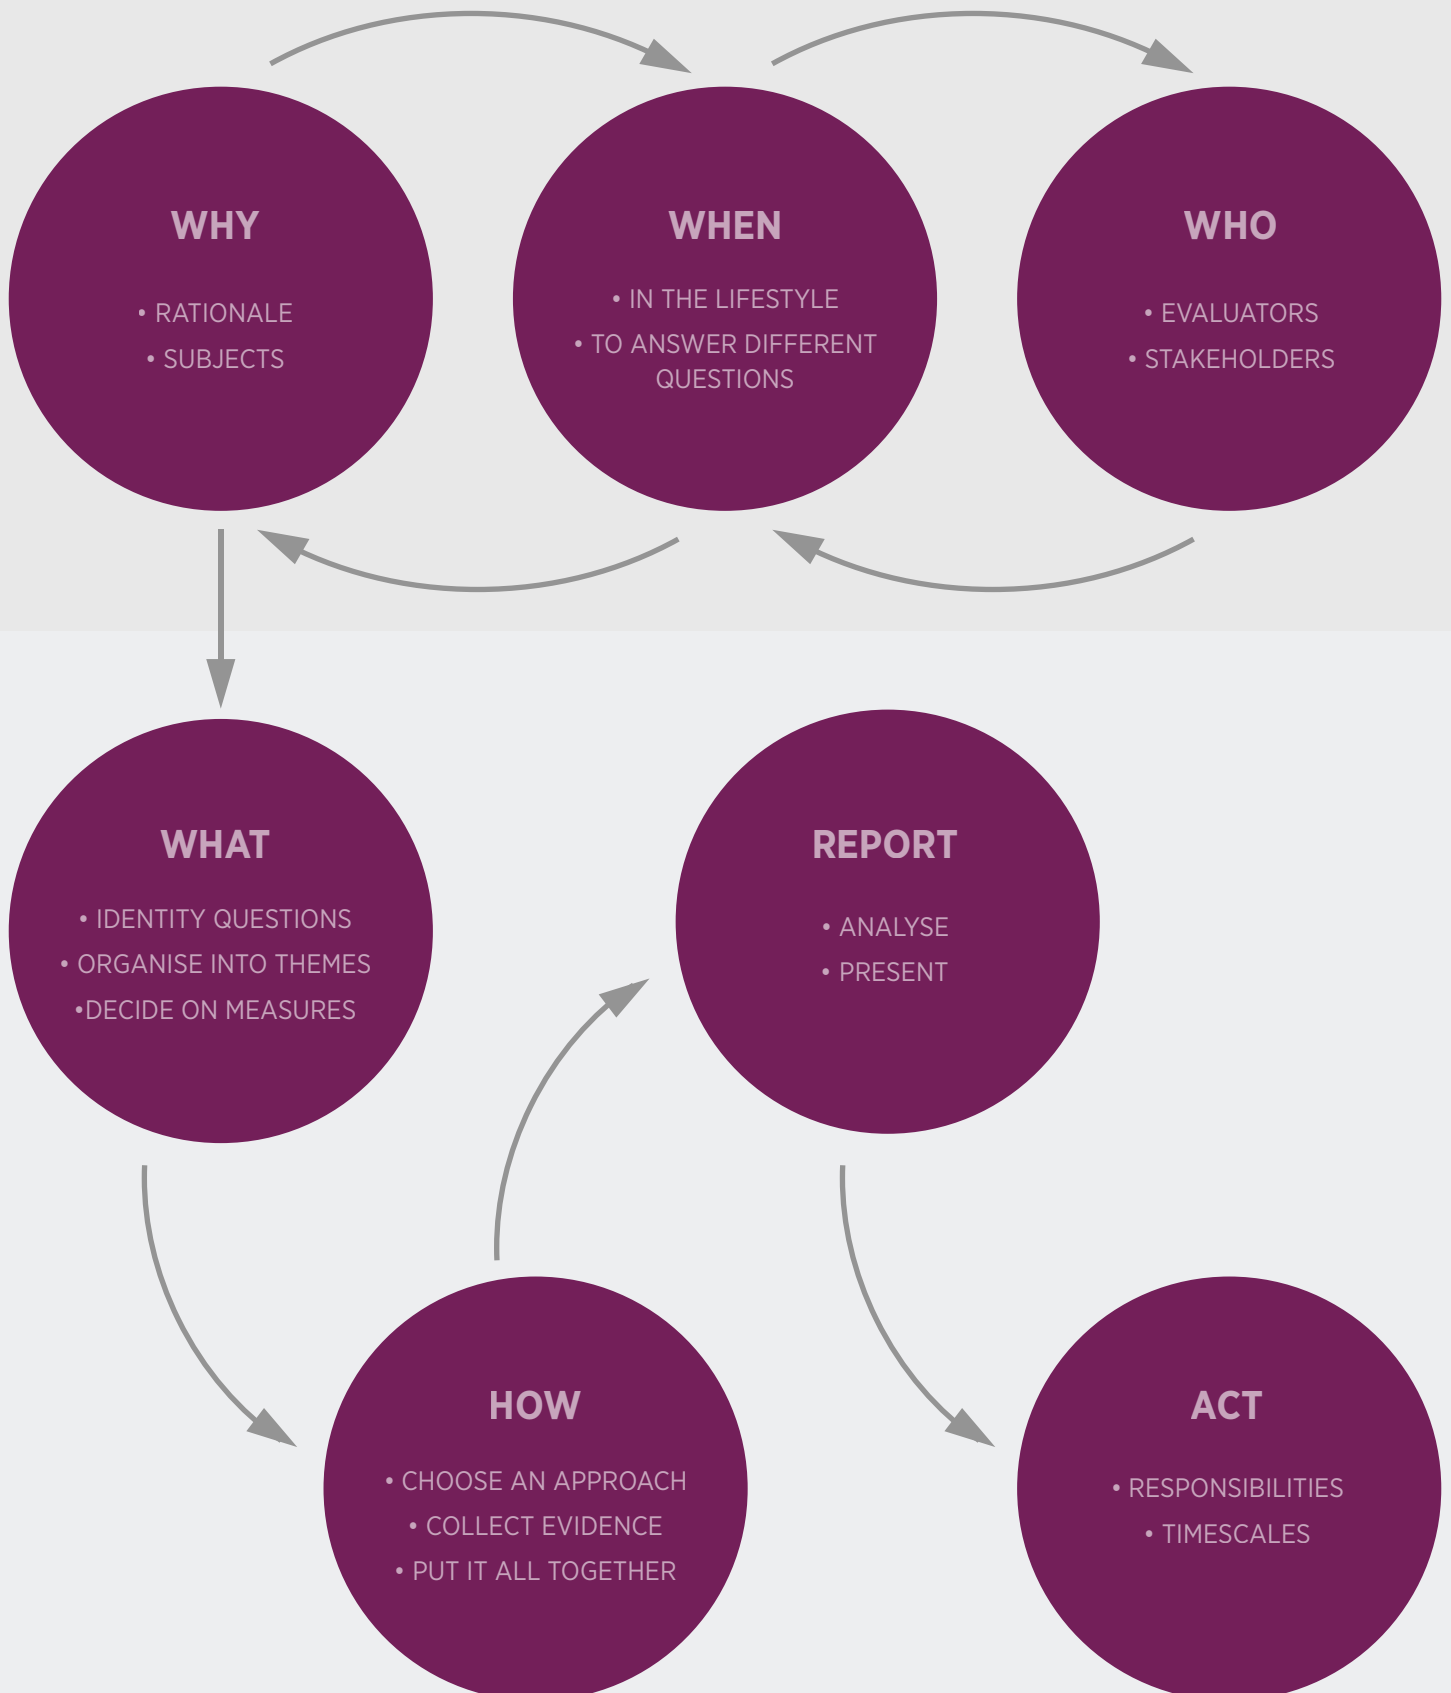 WHY
• RATIONALE
• SUBJECTS
WHEN
• IN THE LIFESTYLE
• TO ANSWER DIFFERENT
QUESTIONS
WHO
• EVALUATORS
• STAKEHOLDERS
WHAT
• IDENTITY QUESTIONS
• ORGANISE INTO THEMES
•DECIDE ON MEASURES
REPORT
• ANALYSE
• PRESENT
HOW
• CHOOSE AN APPROACH
• COLLECT EVIDENCE
• PUT IT ALL TOGETHER
ACT
• RESPONSIBILITIES
• TIMESCALES